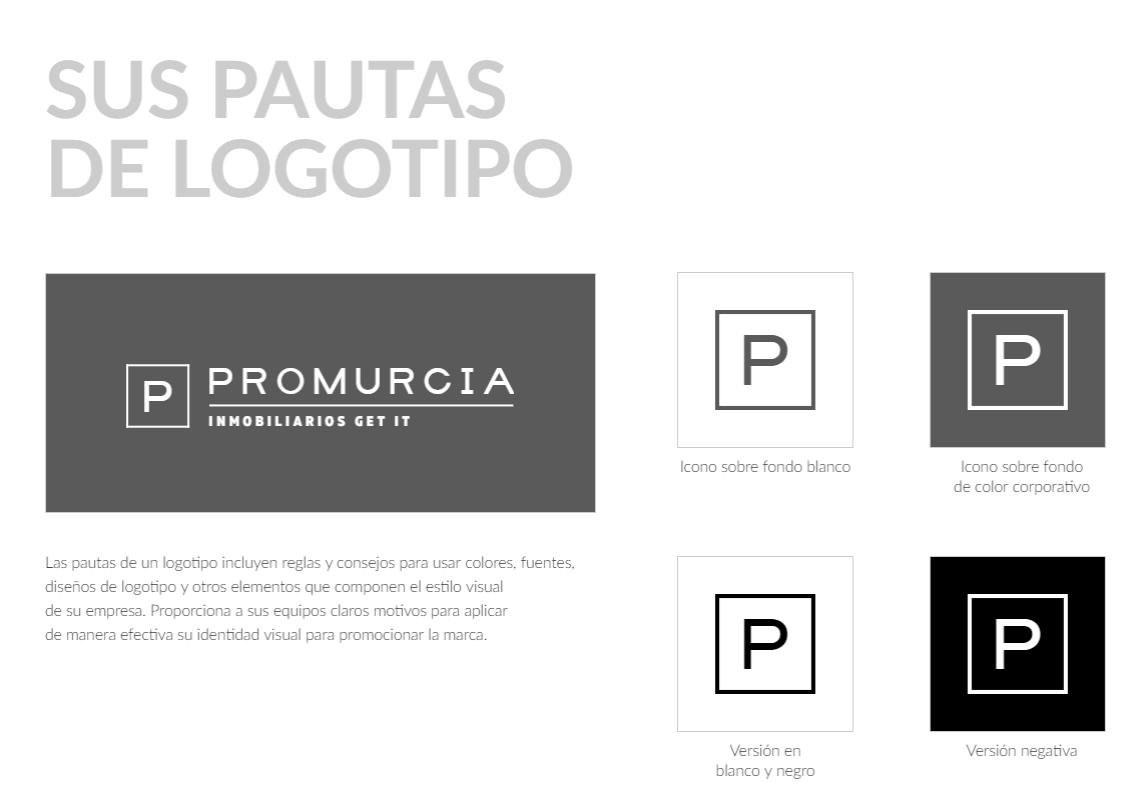 SUS PAUTAS
DE LOGOTIPO
P
PROMURCIA
INMOBILIARIOS GET IT
Las pautas de un logotipo incluyen reglas y consejos para usar colores, fuentes,
diseños de logotipo y otros elementos que componen el estilo visual
de su empresa. Proporciona a sus equipos claros motivos para aplicar
de manera efectiva su identidad visual para promocionar la marca.
P
Icono sobre fondo blanco
P
Icono sobre fondo
de color corporativo
P
Versión en
blanco y negro
P
Versión negativa